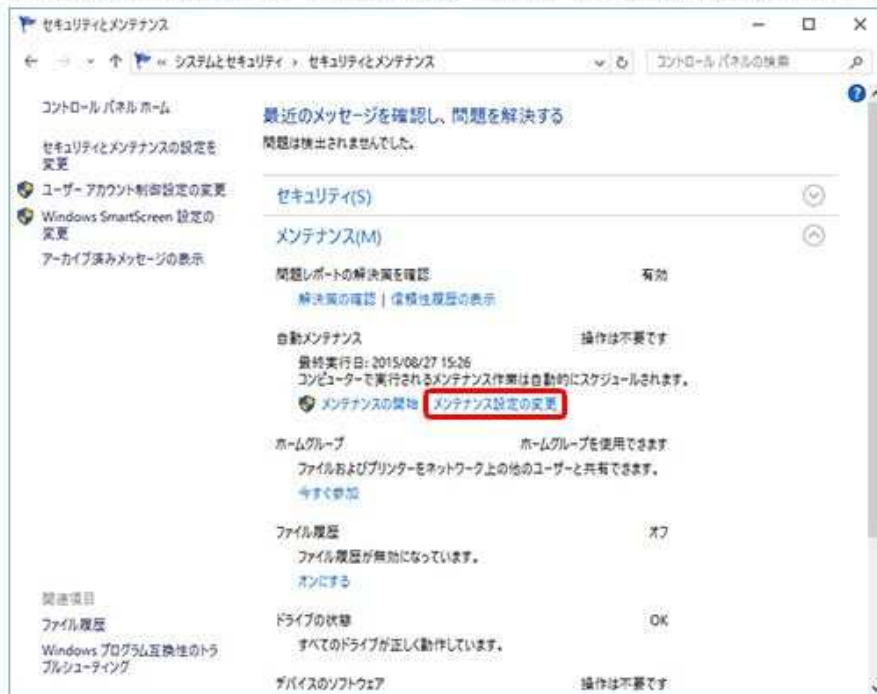 セキュリティとメンテナンス
« システムとセキュリティ › セキュリティとメンテナンス
コントロール パネルの検索
コントロール パネル ホーム
セキュリティとメンテナンスの設定を
変更
ユーザー アカウント制御設定の変更
Windows SmartScreen 設定の
変更
アーカイブ済みメッセージの表示
最近のメッセージを確認し、問題を解決する
問題は検出されませんでした。
セキュリティ(S)
メンテナンス(M)
問題レポートの解決策を確認 有効
解決策の確認 | 信頼性履歴の表示
自動メンテナンス 操作は不要です
最終実行日: 2015/08/27 15:26
コンピューターで実行されるメンテナンス作業は自動的にスケジュールされます。
メンテナンスの開始 メンテナンス設定の変更
ホームグループ ホームグループを使用できます
ファイルおよびプリンターをネットワーク上の他のユーザーと共有できます。
今すぐ参加
ファイル履歴 オフ
ファイル履歴が無効になっています。
オンにする
ドライブの状態 OK
すべてのドライブが正しく動作しています。
デバイスのソフトウェア 操作は不要です
関連項目
ファイル履歴
Windows プログラム互換性のトラ
ブルシューティング